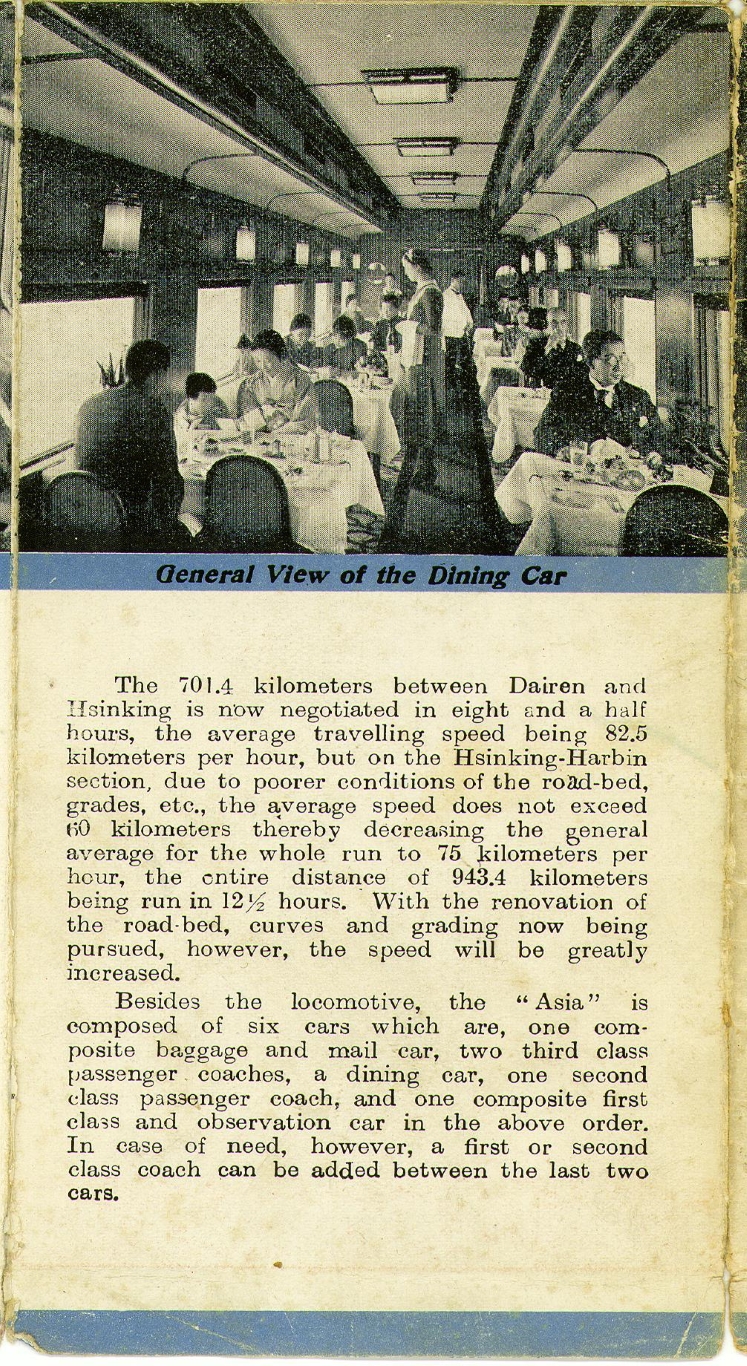 General View of the Dining Car
The 701.4 kilometers between Dairen and
Hsinking is now negotiated in eight and a half
hours, the average travelling speed being 82.5
kilometers per hour, but on the Hsinking-Harbin
section, due to poorer conditions of the road-bed,
grades, etc., the average speed does not exceed
60 kilometers thereby decreasing the general
average for the whole run to 75 kilometers per
hour, the entire distance of 943.4 kilometers
being run in 12½ hours. With the renovation of
the road-bed, curves and grading now being
pursued, however, the speed will be greatly
increased.
Besides the locomotive, the “Asia” is
composed of six cars which are, one com-
posite baggage and mail car, two third class
passenger coaches, a dining car, one second
class passenger coach, and one composite first
class and observation car in the above order.
In case of need, however, a first or second
class coach can be added between the last two
cars.